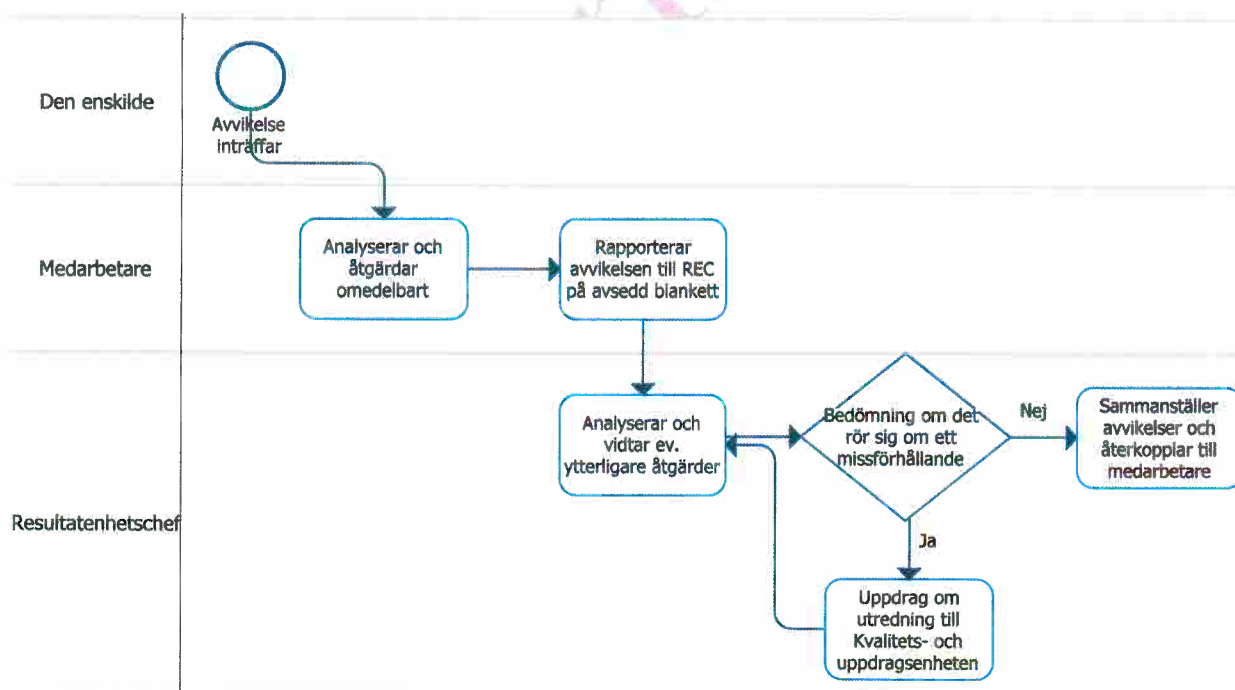 Den enskilde
Avvikelse
inträffar
Medarbetare
Analyserar och
åtgärdar
omedelbart
Rapporterar
avvikelsen till REC
på avsedd blankett
Resultatenhetschef
Analyserar och
vidtar ev.
ytterligare åtgärder
Bedömning om det
rör sig om ett
missförhållande
Nej
Sammanställer
avvikelser och
återkopplar till
medarbetare
Ja
Uppdrag om
utredning till
Kvalitets- och
uppdragsenheten